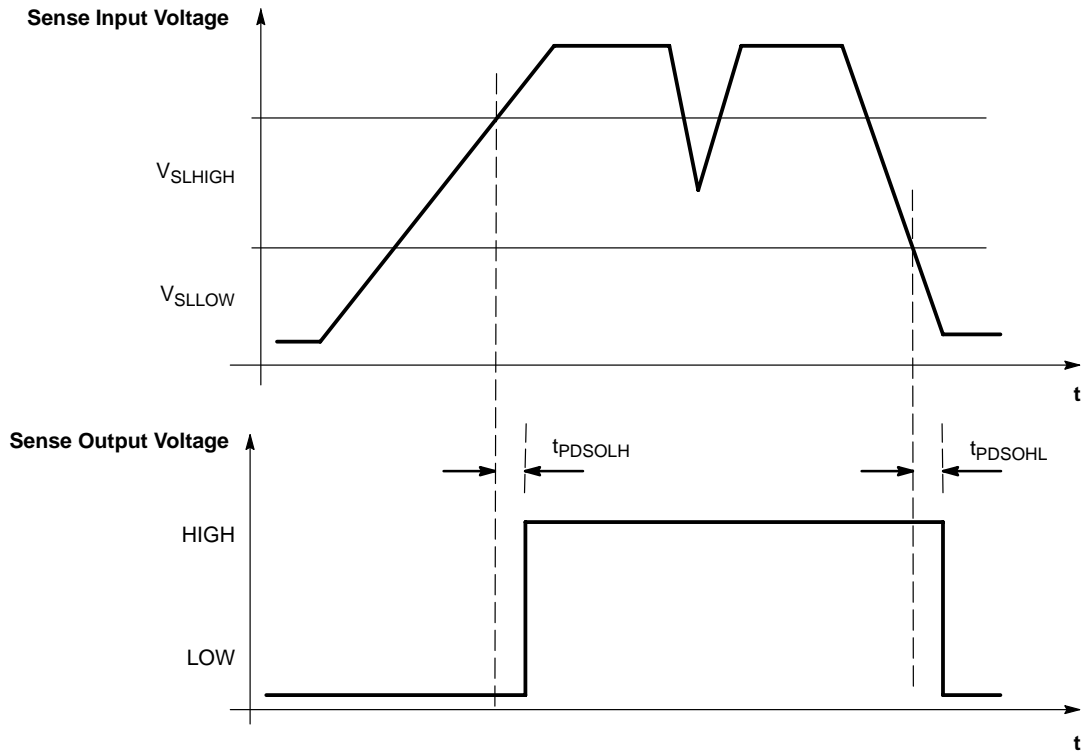 Sense Input Voltage
VSLHIGH
VSLLOW
t
Sense Output Voltage
tPDSOLH
tPDSOHL
HIGH
LOW
t